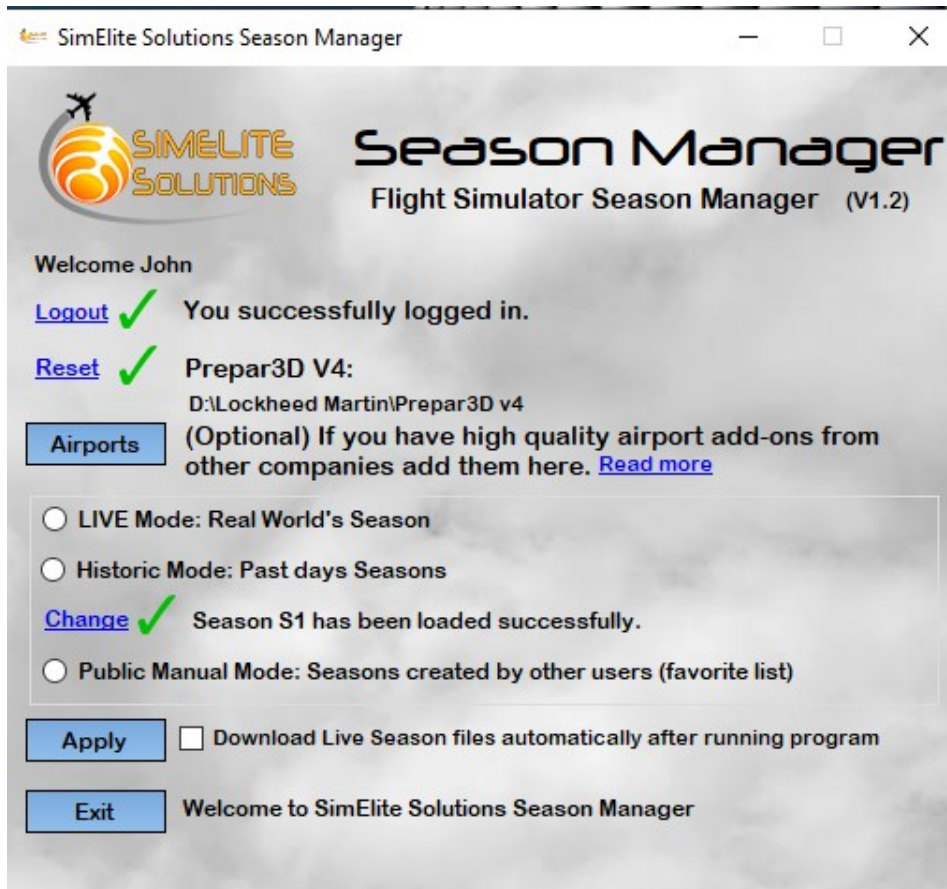 SimElite Solutions Season Manager
SIMELITE
SOLUTIONS
Season Manager
Flight Simulator Season Manager (V1.2)
Welcome John
Logout You successfully logged in.
Reset Prepar3D V4:
D:\Lockheed Martin\Prepar3D v4
Airports (Optional) If you have high quality airport add-ons from
other companies add them here. Read more
LIVE Mode: Real World's Season
Historic Mode: Past days Seasons
Change Season S1 has been loaded successfully.
Public Manual Mode: Seasons created by other users (favorite list)
Apply Download Live Season files automatically after running program
Exit Welcome to SimElite Solutions Season Manager